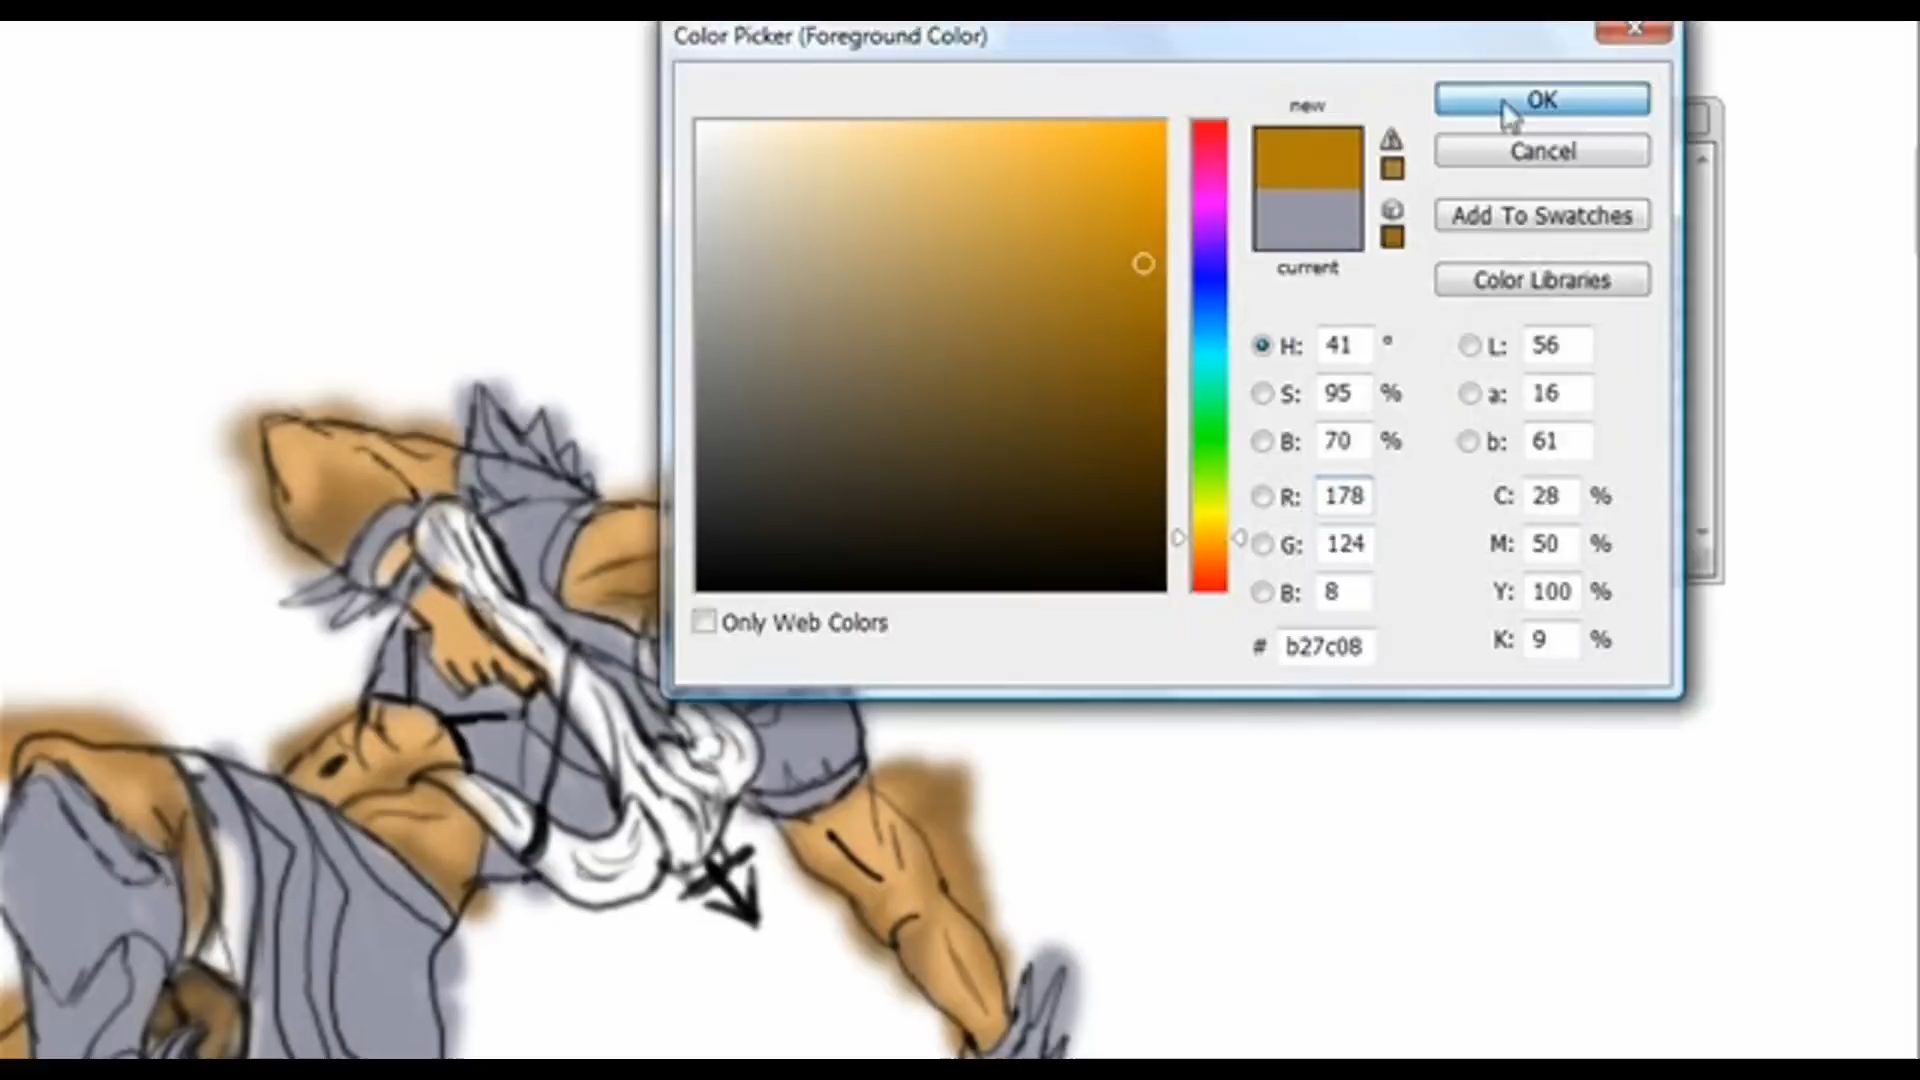 Color Picker (Foreground Color)
new
current
OK
Cancel
Add To Swatches
Color Libraries
H: 41 °
S: 95 %
B: 70 %
R: 178
G: 124
B: 8
# b27c08
L: 56
a: 16
b: 61
C: 28 %
M: 50 %
Y: 100 %
K: 9 %
Only Web Colors